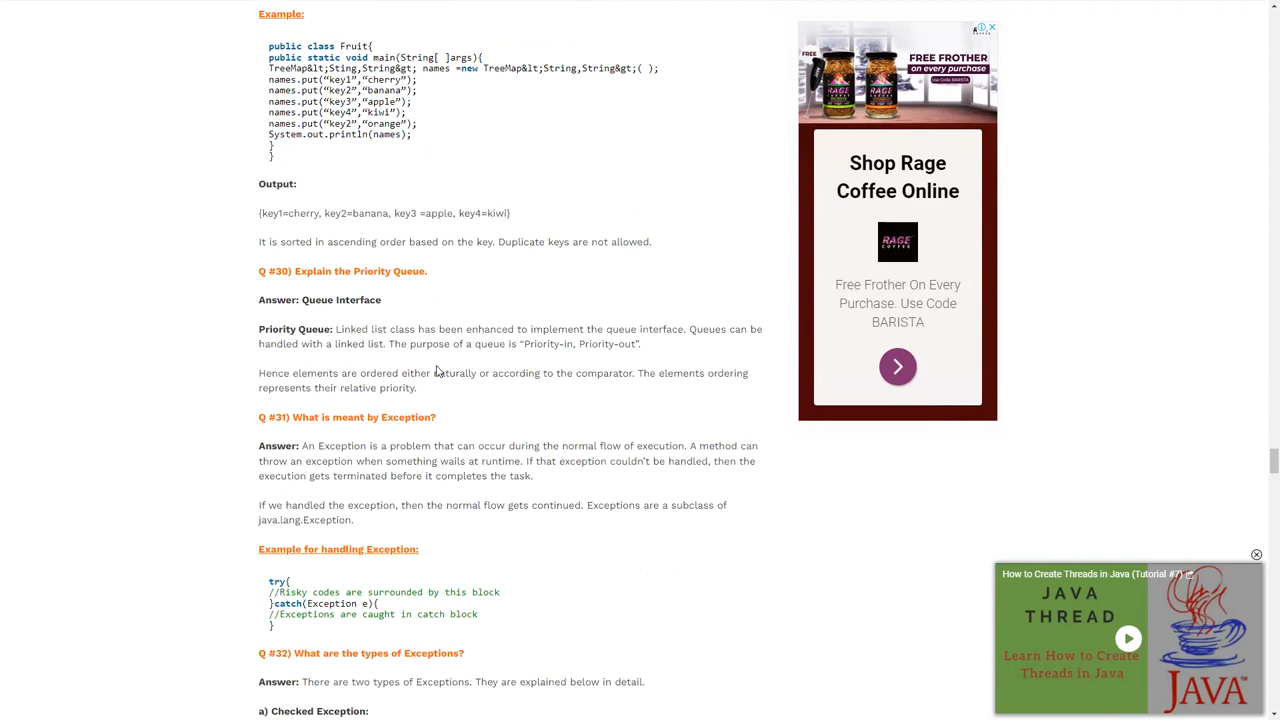 Example:
public class Fruit{
public static void main(String[ ]args){
TreeMap&lt;Sting,String&gt; names =new TreeMap&lt;String,String&gt;( );
names.put(“key1”,“cherry”);
names.put(“key2”,“banana”);
names.put(“key3”,“apple”);
names.put(“key4”,“kiwi”);
names.put(“key2”,“orange”);
System.out.println(names);
}
}
Output:
{key1=cherry, key2=banana, key3 =apple, key4=kiwi}
It is sorted in ascending order based on the key. Duplicate keys are not allowed.
Q #30) Explain the Priority Queue.
Answer: Queue Interface
Priority Queue: Linked list class has been enhanced to implement the queue interface. Queues can be
handled with a linked list. The purpose of a queue is “Priority-in, Priority-out”.
Hence elements are ordered either naturally or according to the comparator. The elements ordering
represents their relative priority.
Q #31) What is meant by Exception?
Answer: An Exception is a problem that can occur during the normal flow of execution. A method can
throw an exception when something wails at runtime. If that exception couldn’t be handled, then the
execution gets terminated before it completes the task.
If we handled the exception, then the normal flow gets continued. Exceptions are a subclass of
java.lang.Exception.
Example for handling Exception:
try{
//Risky codes are surrounded by this block
}catch(Exception e){
//Exceptions are caught in catch block
}
Q #32) What are the types of Exceptions?
Answer: There are two types of Exceptions. They are explained below in detail.
a) Checked Exception:
FREE
FREE FROTHER
on every purchase
Use Code BARISTA
RAGE
COFFEE
RAGE
COFFEE
Shop Rage
Coffee Online
RAGE
COFFEE
Free Frother On Every
Purchase. Use Code
BARISTA
How to Create Threads in Java (Tutorial #7)
JAVA
THREAD
Learn How to Create
Threads in Java
JAVA